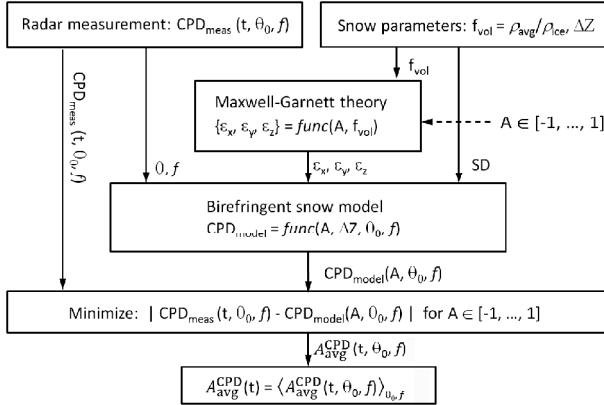 Radar measurement: CPD_meas (t, θ₀, f)
Snow parameters: f_vol = ρ_avg/ρ_ice, ΔZ
f_vol
CPD_meas (t, θ₀, f)
Maxwell-Garnett theory
{ε_x, ε_y, ε_z} = func(A, f_vol)
A ∈ [-1, ..., 1]
θ, f
ε_x, ε_y, ε_z
SD
Birefringent snow model
CPD_model = func(A, ΔZ, θ₀, f)
CPD_model(A, θ₀, f)
Minimize: | CPD_meas (t, θ₀, f) - CPD_model(A, θ₀, f) | for A ∈ [-1, ..., 1]
A_avg^CPD (t, θ₀, f)
A_avg^CPD (t) = ⟨A_avg^CPD (t, θ₀, f)⟩_θ₀,f